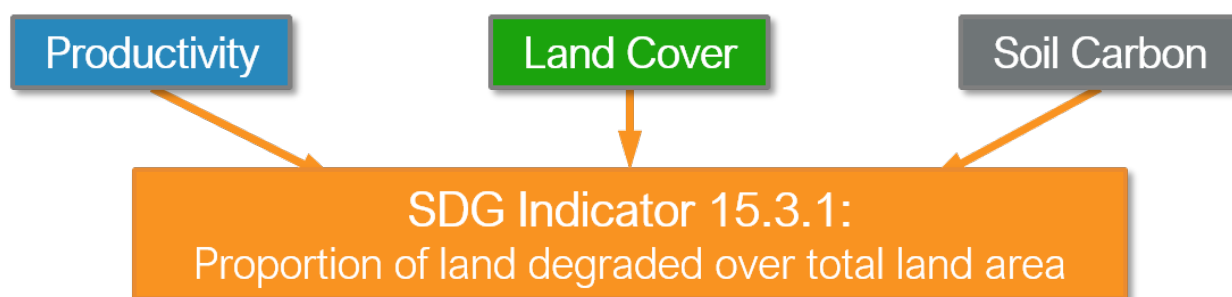 Productivity
Land Cover
Soil Carbon
SDG Indicator 15.3.1:
Proportion of land degraded over total land area